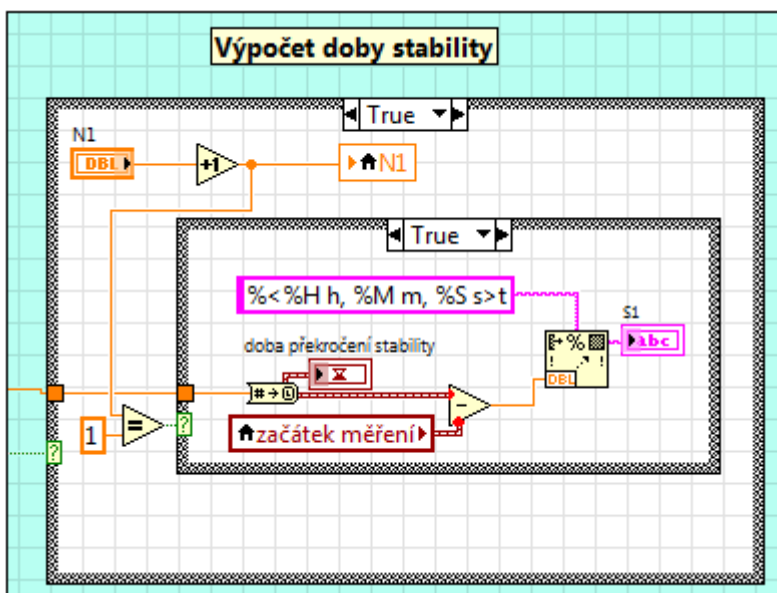 Výpočet doby stability
True
N1
DBL
+1
N1
True
%<%H h, %M m, %S s>t
S1
abc
doba překročení stability
DBL
začátek měření
1
=
?
?